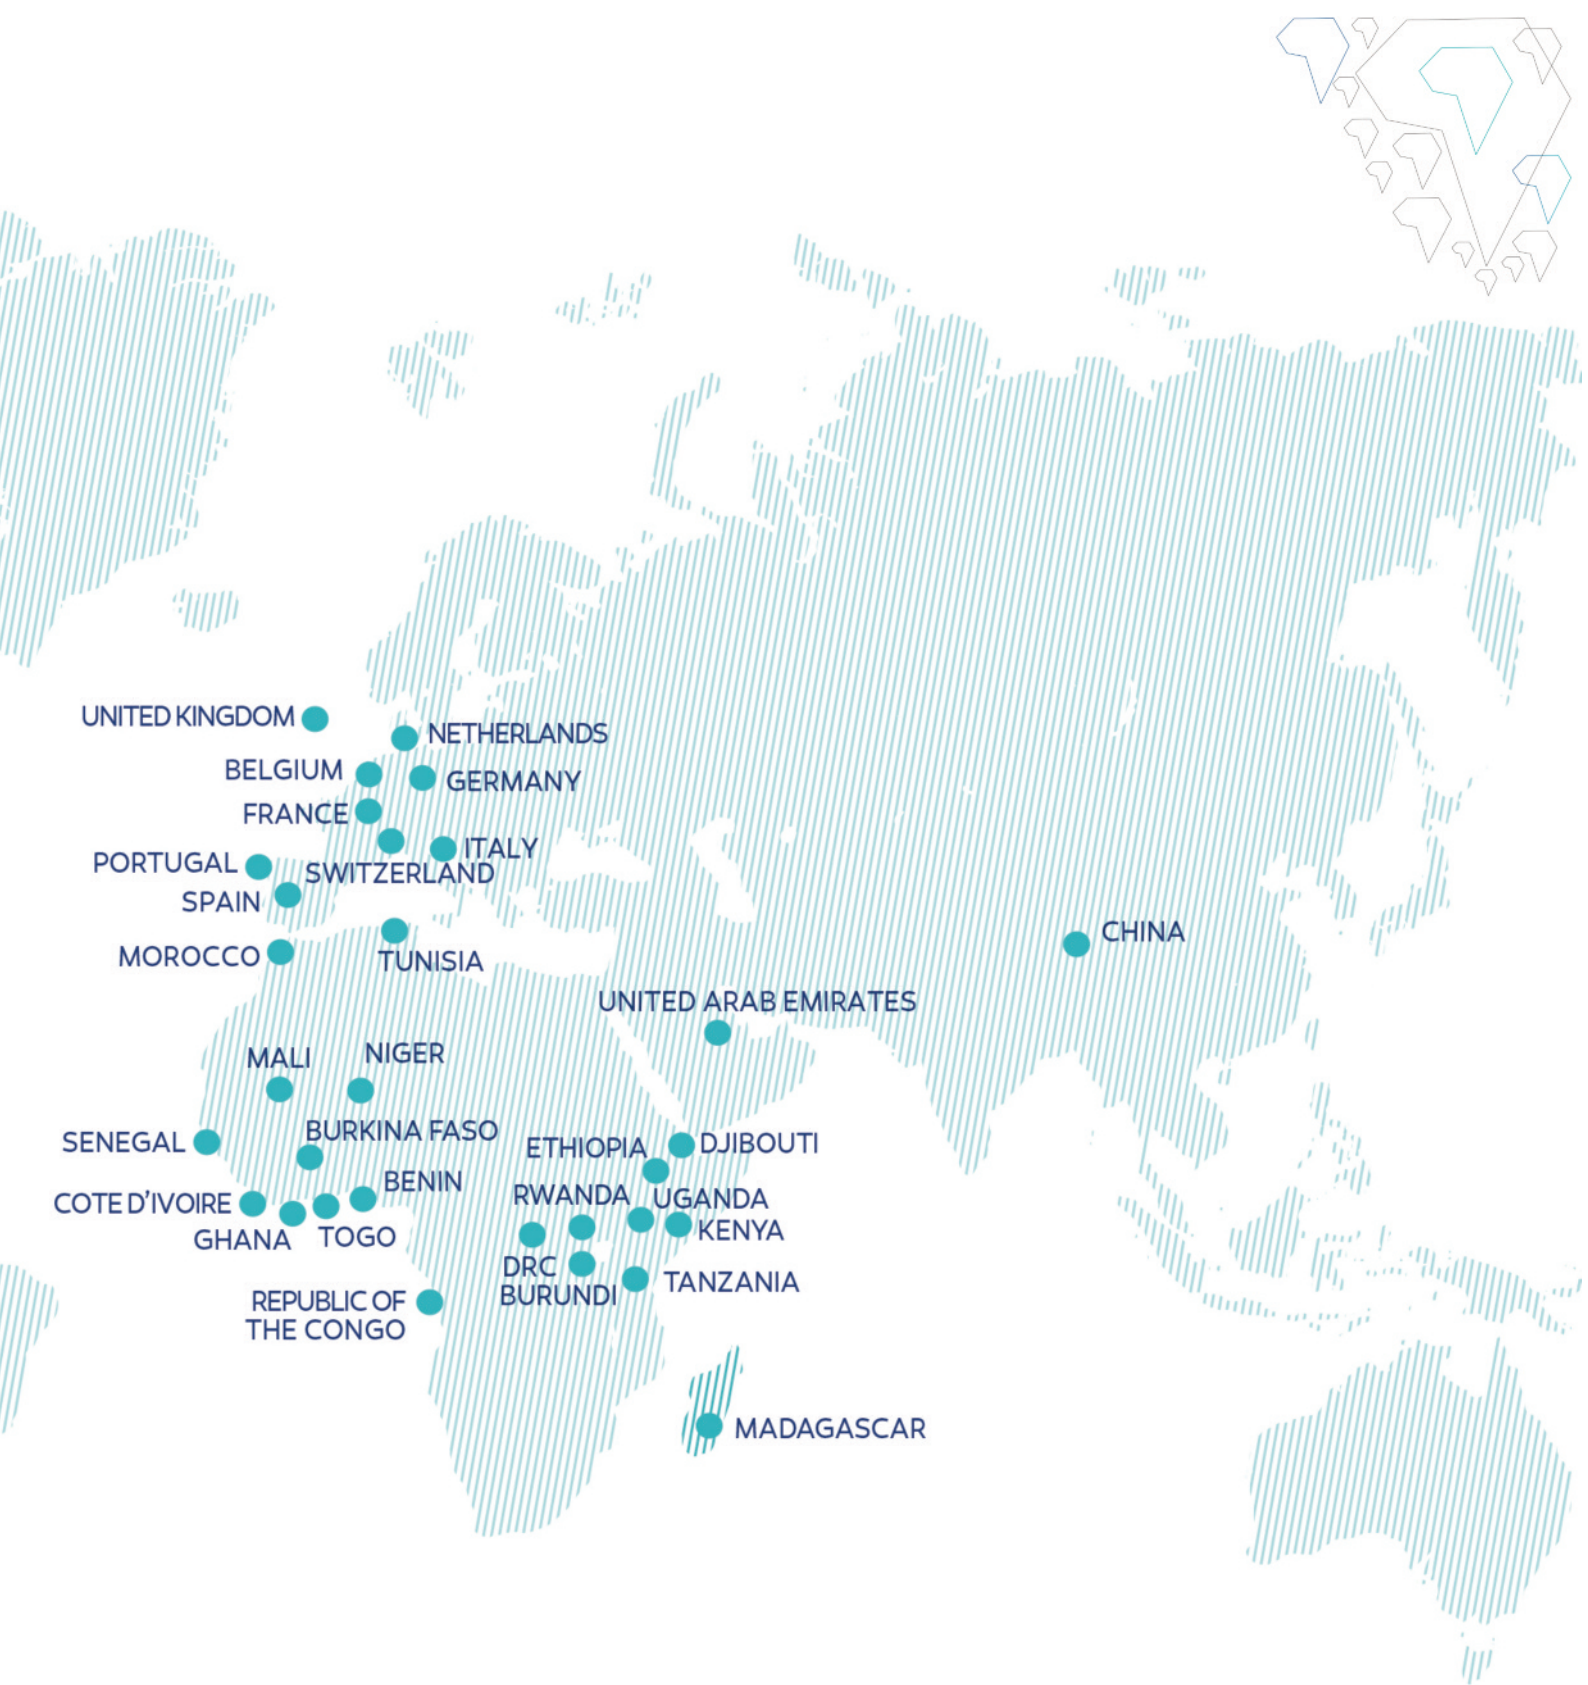 UNITED KINGDOM
NETHERLANDS
BELGIUM
GERMANY
FRANCE
ITALY
PORTUGAL
SWITZERLAND
SPAIN
CHINA
MOROCCO
TUNISIA
UNITED ARAB EMIRATES
MALI
NIGER
BURKINA FASO
SENEGAL
ETHIOPIA
DJIBOUTI
BENIN
RWANDA
UGANDA
COTE D'IVOIRE
KENYA
GHANA
TOGO
DRC
TANZANIA
BURUNDI
REPUBLIC OF
THE CONGO
MADAGASCAR